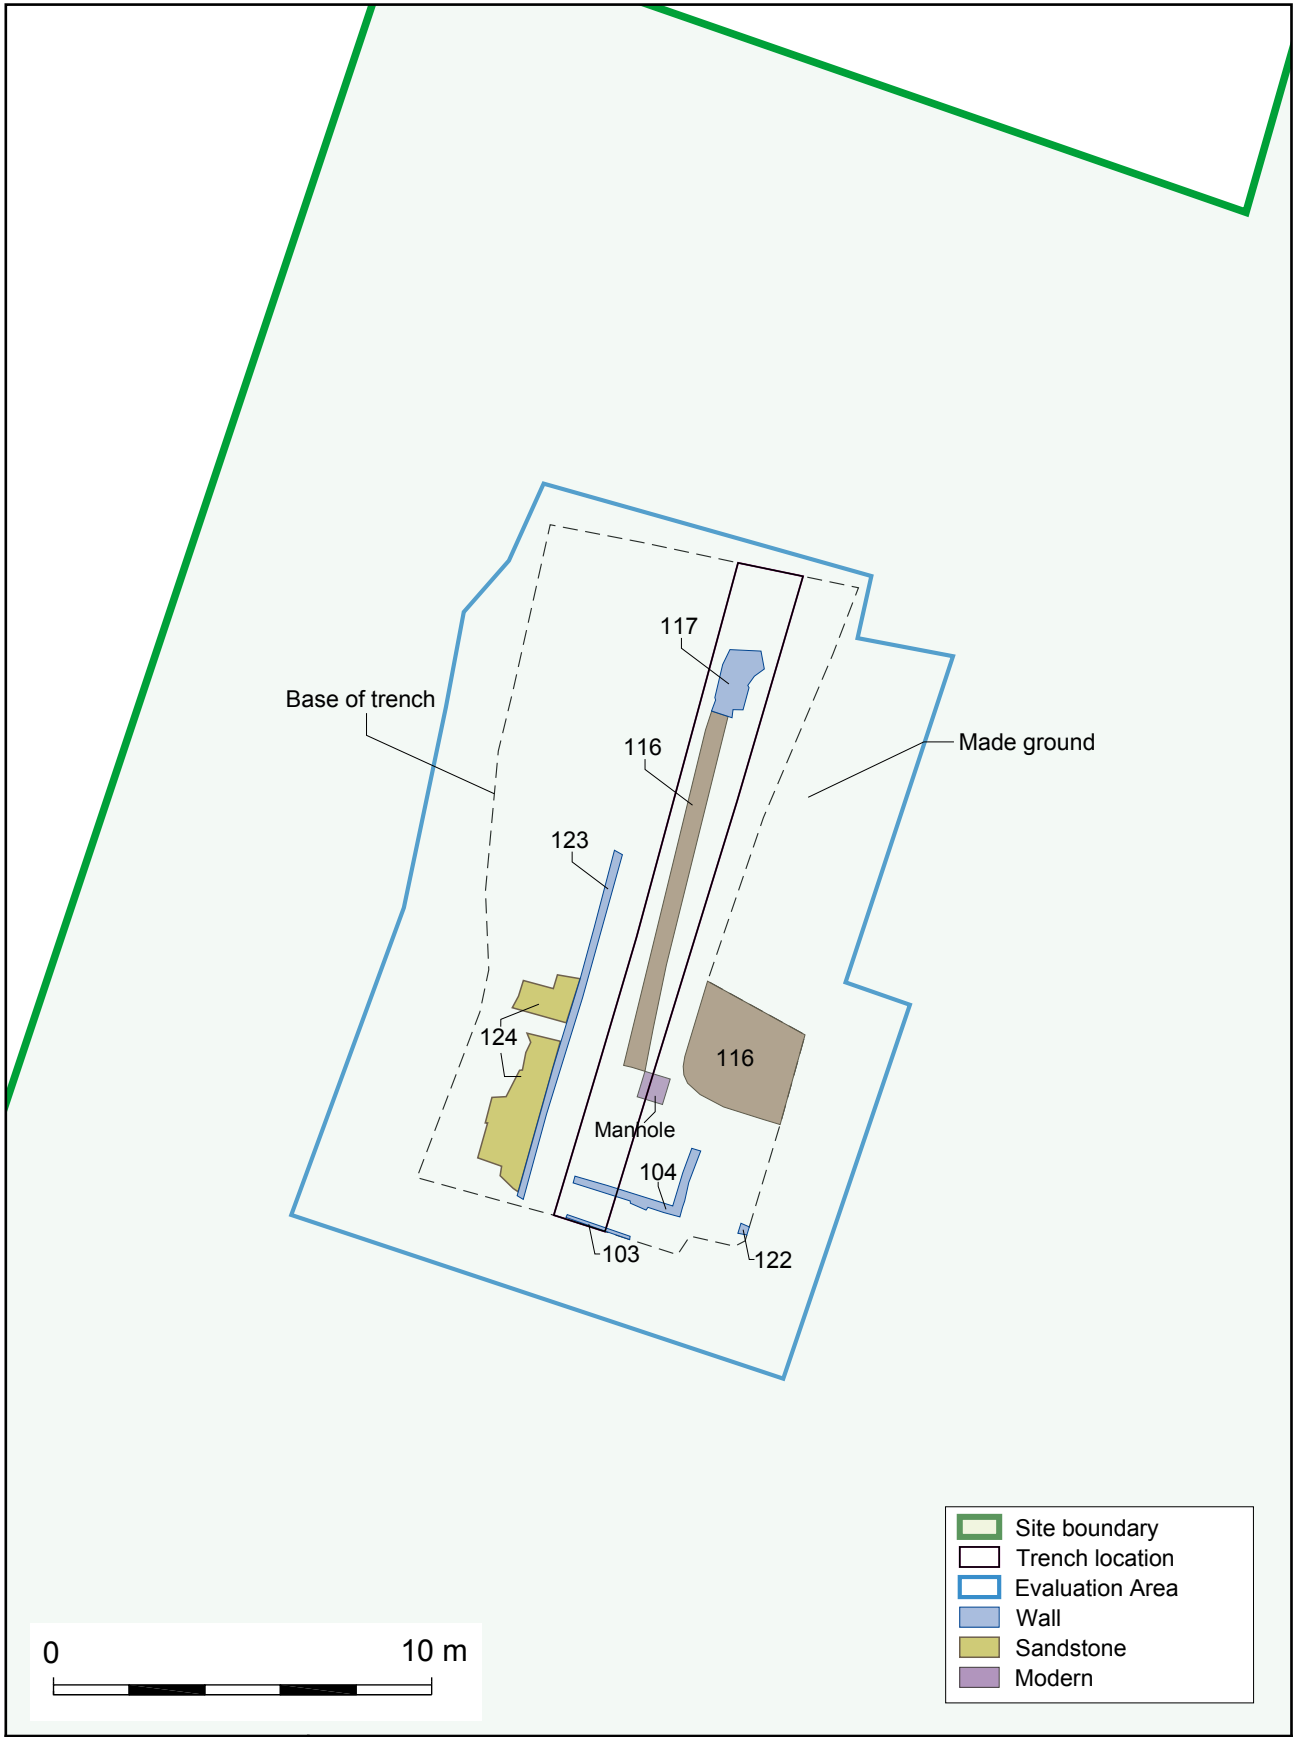 117
Base of trench
Made ground
116
123
124
116
Manhole
104
103
122
Site boundary
Trench location
Evaluation Area
Wall
Sandstone
Modern
0 10 m